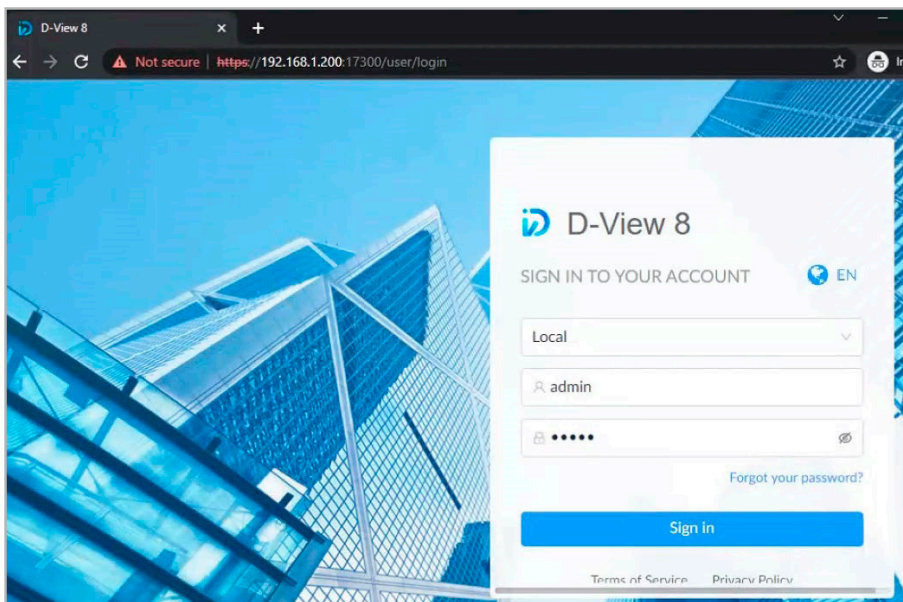 D-View 8
Not secure https://192.168.1.200:17300/user/login
D-View 8
SIGN IN TO YOUR ACCOUNT EN
Local
admin
•••••
Forgot your password?
Sign in
Terms of Service Privacy Policy